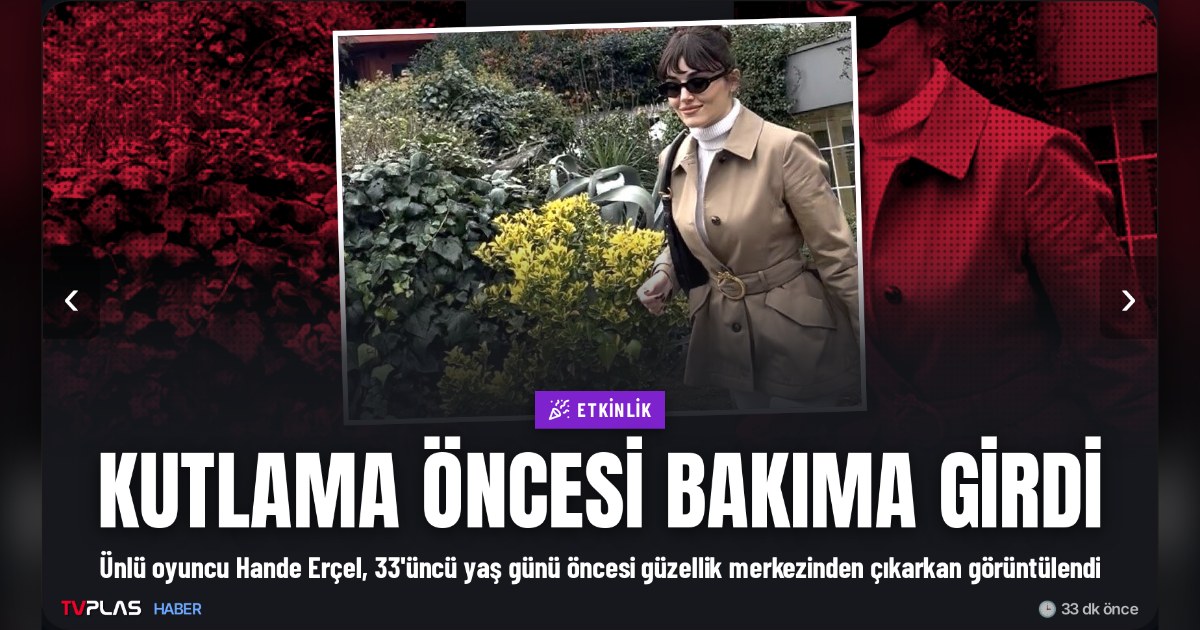 ETKİNLİK
KUTLAMA ÖNCESİ BAKIMA GİRDİ
Ünlü oyuncu Hande Erçel, 33'üncü yaş günü öncesi güzellik merkezinden çıkarkan görüntülendi
TVPLAS HABER
33 dk önce